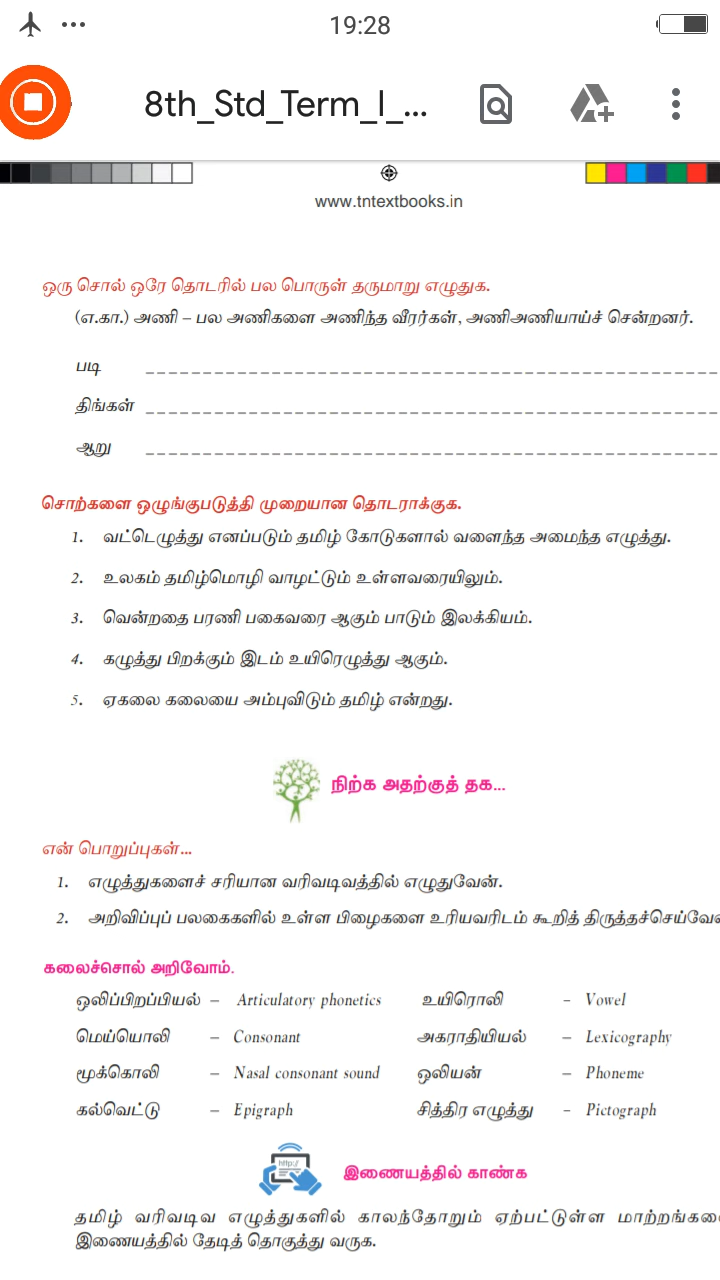 19:28
8th_Std_Term_I_...
www.tntextbooks.in
ஒரு சொல் ஒரே தொடரில் பல பொருள் தருமாறு எழுதுக.
(எ.கா.) அணி – பல அணிகளை அணிந்த வீரர்கள், அணிஅணியாய்ச் சென்றனர்.
படி
திங்கள்
ஆறு
சொற்களை ஒழுங்குபடுத்தி முறையான தொடராக்குக.
1. வட்டெழுத்து எனப்படும் தமிழ் கோடுகளால் வளைந்த அமைந்த எழுத்து.
2. உலகம் தமிழ்மொழி வாழட்டும் உள்ளவரையிலும்.
3. வென்றதை பரணி பகைவரை ஆகும் பாடும் இலக்கியம்.
4. கழுத்து பிறக்கும் இடம் உயிரெழுத்து ஆகும்.
5. ஏகலை கலையை அம்புவிடும் தமிழ் என்றது.
நிற்க அதற்குத் தக...
என் பொறுப்புகள்...
1. எழுத்துகளைச் சரியான வரிவடிவத்தில் எழுதுவேன்.
2. அறிவிப்புப் பலகைகளில் உள்ள பிழைகளை உரியவரிடம் கூறித் திருத்தச்செய்வேன்
கலைச்சொல் அறிவோம்.
ஒலிப்பிறப்பியல் – Articulatory phonetics உயிரொலி – Vowel
மெய்யொலி – Consonant அகராதியியல் – Lexicography
மூக்கொலி – Nasal consonant sound ஒலியன் – Phoneme
கல்வெட்டு – Epigraph சித்திர எழுத்து – Pictograph
http://
இணையத்தில் காண்க
தமிழ் வரிவடிவ எழுத்துகளில் காலந்தோறும் ஏற்பட்டுள்ள மாற்றங்களை
இணையத்தில் தேடித் தொகுத்து வருக.